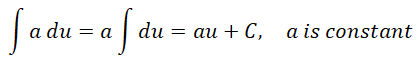 ∫ a du = a ∫ du = au + C, a is constant